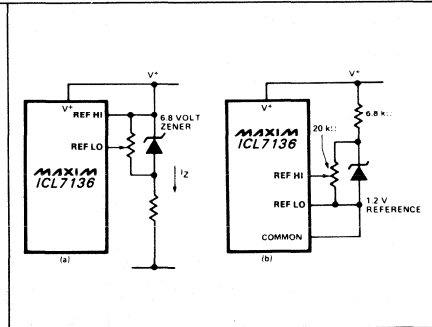 V+
V+
REF HI
6.8 VOLT
ZENER
REF LO
MAXIM
ICL7136
IZ
(a)
V+
V+
6.8 k::
20 k::
MAXIM
ICL7136
REF HI
REF LO
1.2 V
REFERENCE
COMMON
(b)